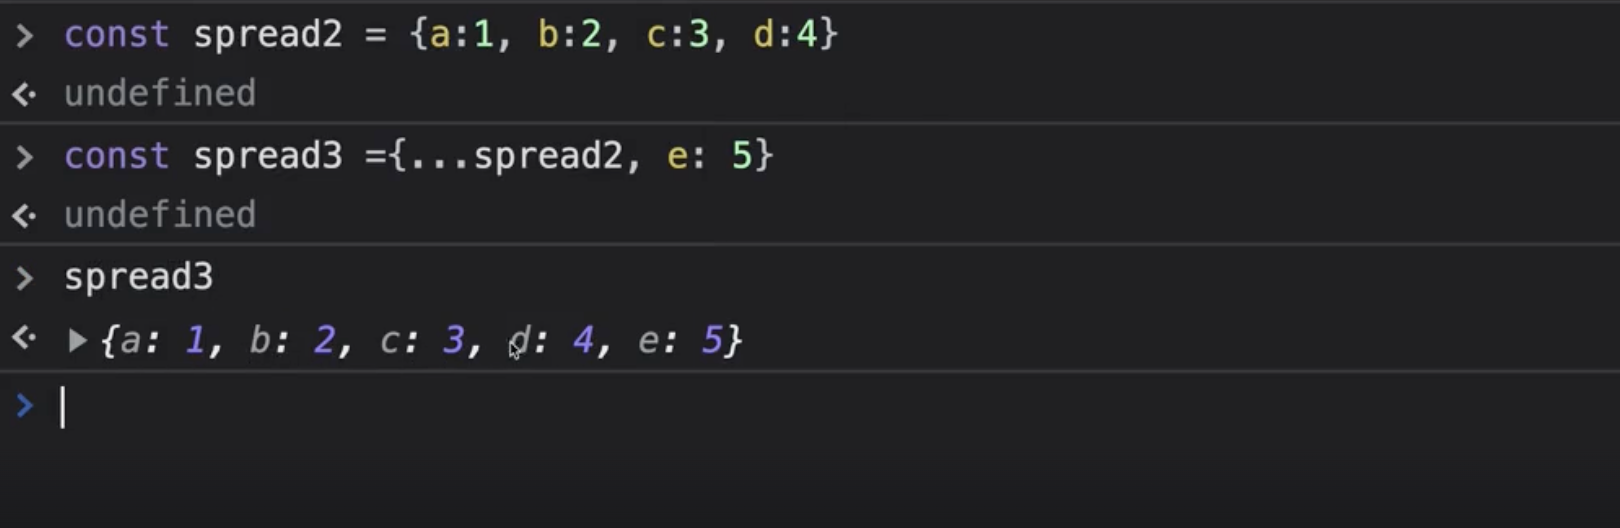 > const spread2 = {a:1, b:2, c:3, d:4}
<· undefined
> const spread3 ={...spread2, e: 5}
<· undefined
> spread3
<· ▶ {a: 1, b: 2, c: 3, d: 4, e: 5}
>